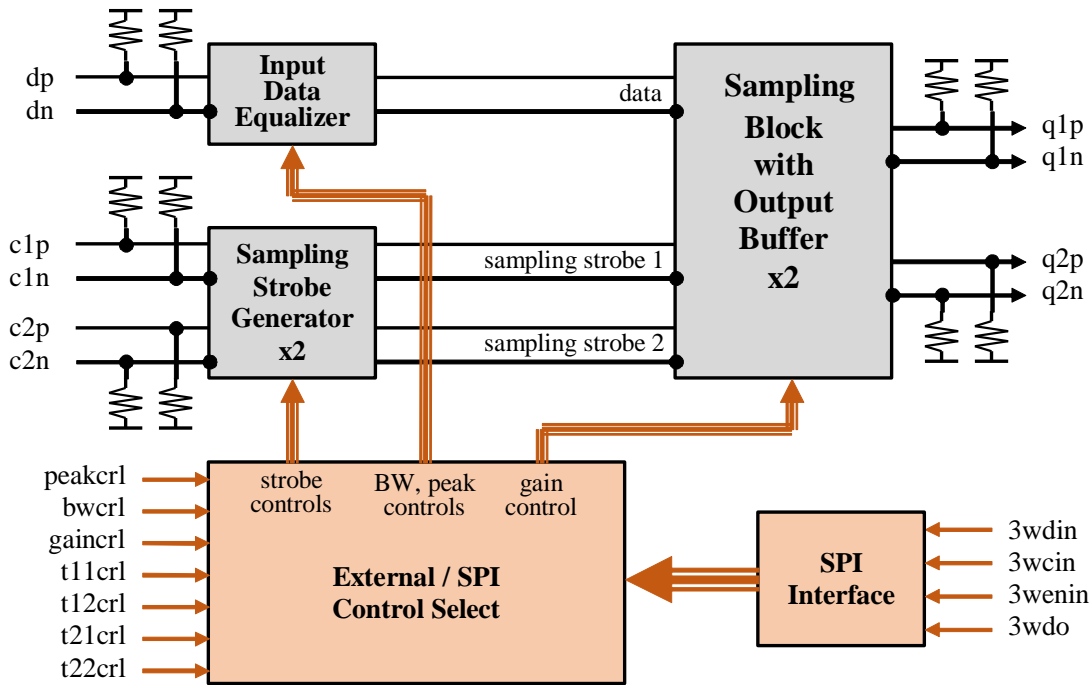 dp
dn
Input
Data
Equalizer
data
Sampling
Block
with
Output
Buffer
x2
q1p
q1n
q2p
q2n
c1p
c1n
c2p
c2n
Sampling
Strobe
Generator
x2
sampling strobe 1
sampling strobe 2
peakcrl
bwcrl
gaincrl
t11crl
t12crl
t21crl
t22crl
strobe
controls
BW, peak
controls
gain
control
External / SPI
Control Select
SPI
Interface
3wdin
3wcin
3wenin
3wdo